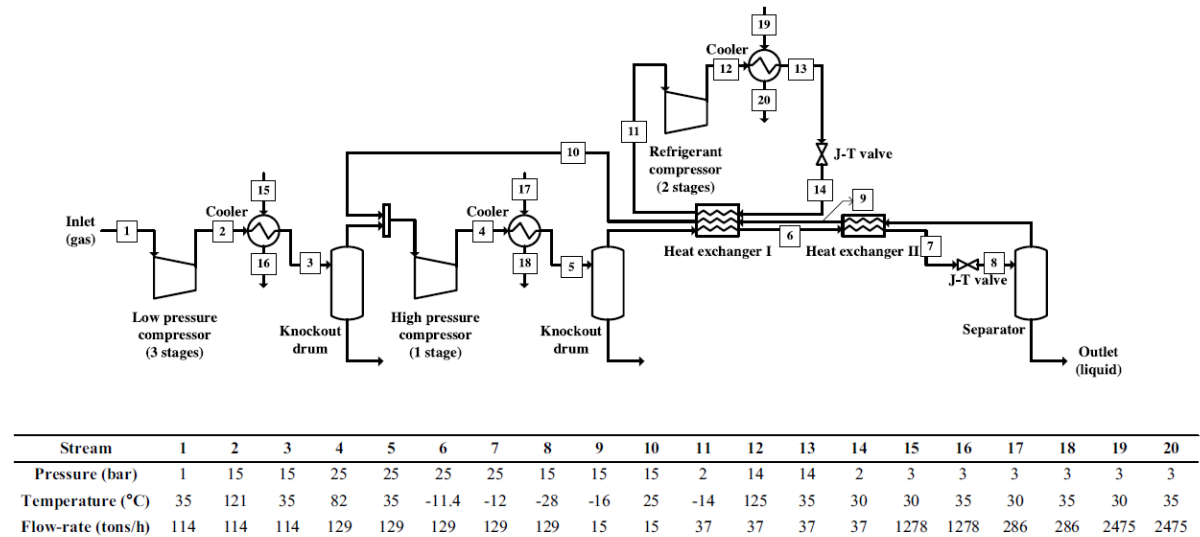 19
Cooler
12
13
20
11
10
Refrigerant
compressor
(2 stages)
J-T valve
14
9
15
17
Inlet
(gas)
1
Cooler
2
Cooler
4
16
3
18
5
6
7
8
Heat exchanger I
Heat exchanger II
J-T valve
Low pressure
compressor
(3 stages)
Knockout
drum
High pressure
compressor
(1 stage)
Knockout
drum
Separator
Outlet
(liquid)
Stream 1 2 3 4 5 6 7 8 9 10 11 12 13 14 15 16 17 18 19 20
Pressure (bar) 1 15 15 25 25 25 25 15 15 15 2 14 14 2 3 3 3 3 3 3
Temperature (°C) 35 121 35 82 35 -11.4 -12 -28 -16 25 -14 125 35 30 30 35 30 35 30 35
Flow-rate (tons/h) 114 114 114 129 129 129 129 129 15 15 37 37 37 37 1278 1278 286 286 2475 2475